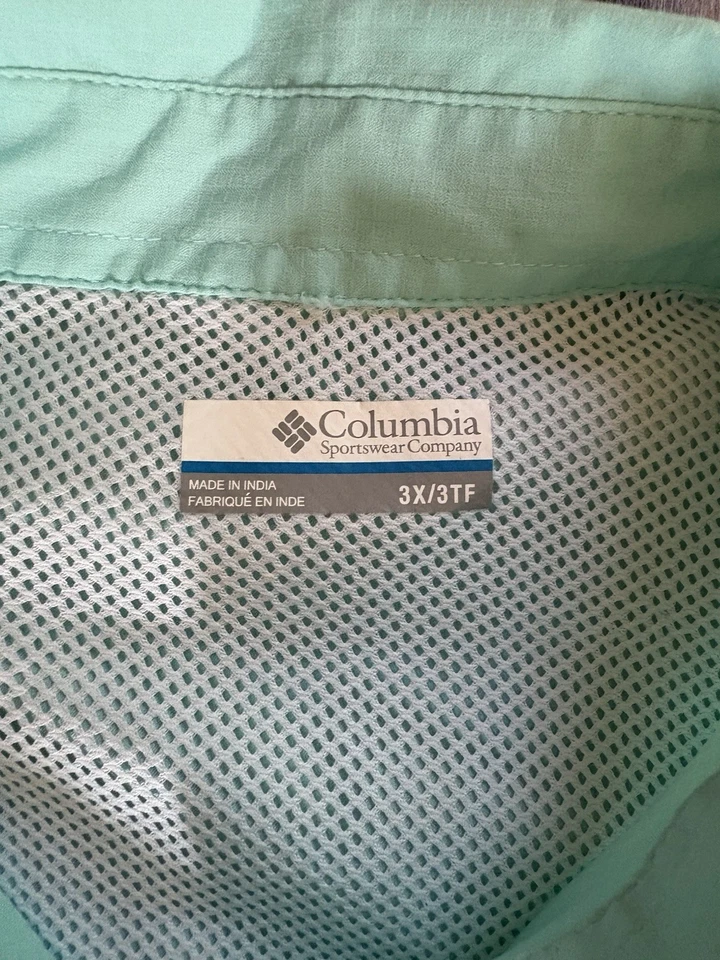 Columbia
Sportswear Company
MADE IN INDIA
FABRIQUÉ EN INDE
3X/3TF